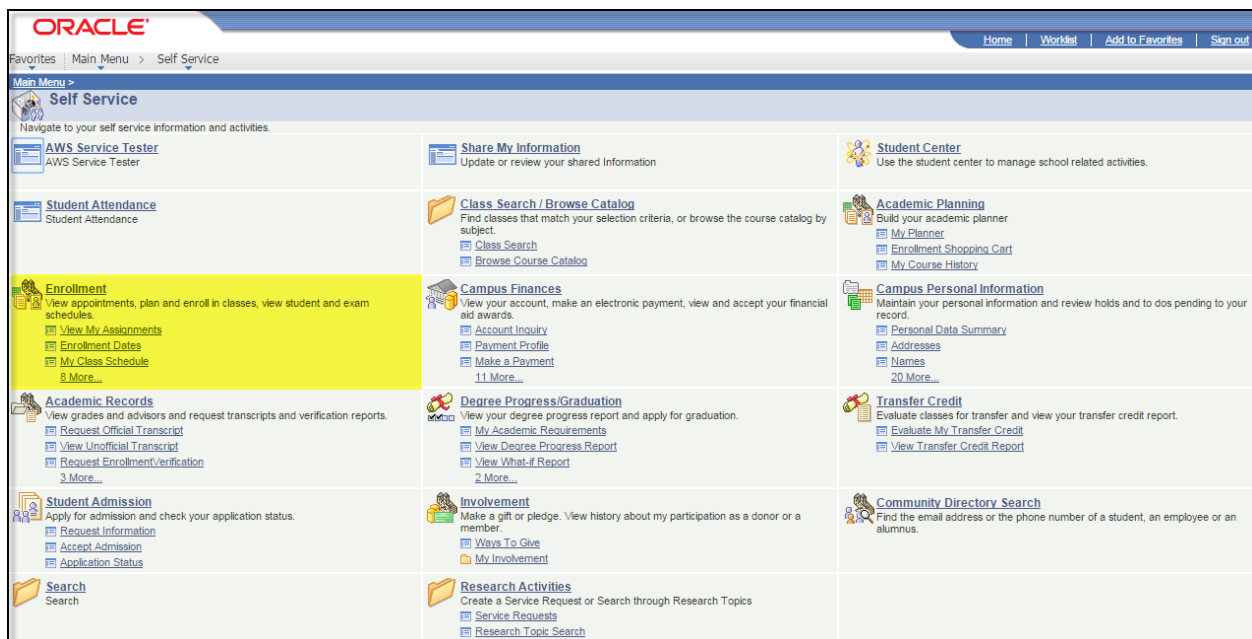 ORACLE'
Home | Worklist | Add to Favorites | Sign out
Favorites | Main Menu > Self Service
Main Menu >
Self Service
Navigate to your self service information and activities.
AWS Service Tester
AWS Service Tester
Share My Information
Update or review your shared Information
Student Center
Use the student center to manage school related activities.
Student Attendance
Student Attendance
Class Search / Browse Catalog
Find classes that match your selection criteria, or browse the course catalog by
subject.
Class Search
Browse Course Catalog
Academic Planning
Build your academic planner
My Planner
Enrollment Shopping Cart
My Course History
Enrollment
View appointments, plan and enroll in classes, view student and exam
schedules.
View My Assignments
Enrollment Dates
My Class Schedule
8 More...
Campus Finances
View your account, make an electronic payment, view and accept your financial
aid awards.
Account Inquiry
Payment Profile
Make a Payment
11 More...
Campus Personal Information
Maintain your personal information and review holds and to dos pending to your
record.
Personal Data Summary
Addresses
Names
20 More...
Academic Records
View grades and advisors and request transcripts and verification reports.
Request Official Transcript
View Unofficial Transcript
Request EnrollmentVerification
3 More...
Degree Progress/Graduation
View your degree progress report and apply for graduation.
My Academic Requirements
View Degree Progress Report
View What-if Report
2 More...
Transfer Credit
Evaluate classes for transfer and view your transfer credit report.
Evaluate My Transfer Credit
View Transfer Credit Report
Student Admission
Apply for admission and check your application status.
Request Information
Accept Admission
Application Status
Involvement
Make a gift or pledge. View history about my participation as a donor or a
member.
Ways To Give
My Involvement
Community Directory Search
Find the email address or the phone number of a student, an employee or an
alumnus.
Search
Search
Research Activities
Create a Service Request or Search through Research Topics
Service Requests
Research Topic Search